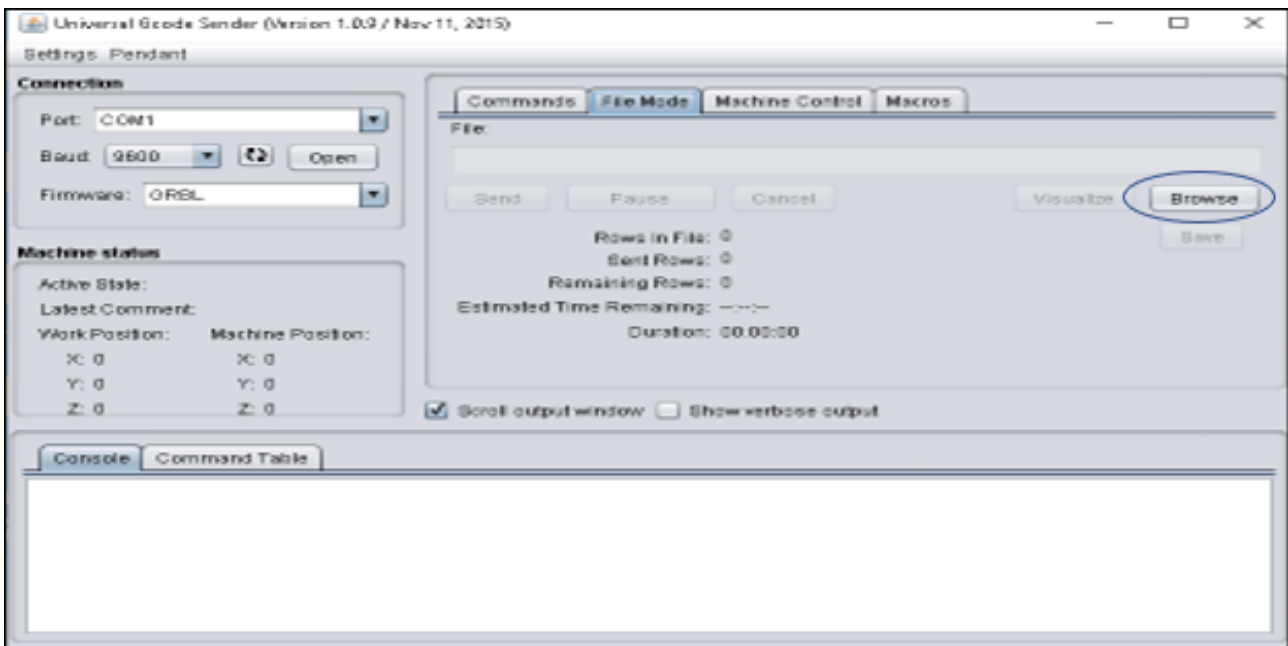 Universal Gcode Sender (Version 1.0.9 / Nov 11, 2015)
Settings Pendant
Connection
Port: COM1
Baud: 9600 Open
Firmware: GRBL
Machine status
Active State:
Latest Comment:
Work Position: Machine Position:
X: 0 X: 0
Y: 0 Y: 0
Z: 0 Z: 0
Commands File Mode Machine Control Macros
File:
Send Pause Cancel Visualize Browse
Save
Rows In File: 0
Sent Rows: 0
Remaining Rows: 0
Estimated Time Remaining: --:--:--
Duration: 00:00:00
Scroll output window Show verbose output
Console Command Table